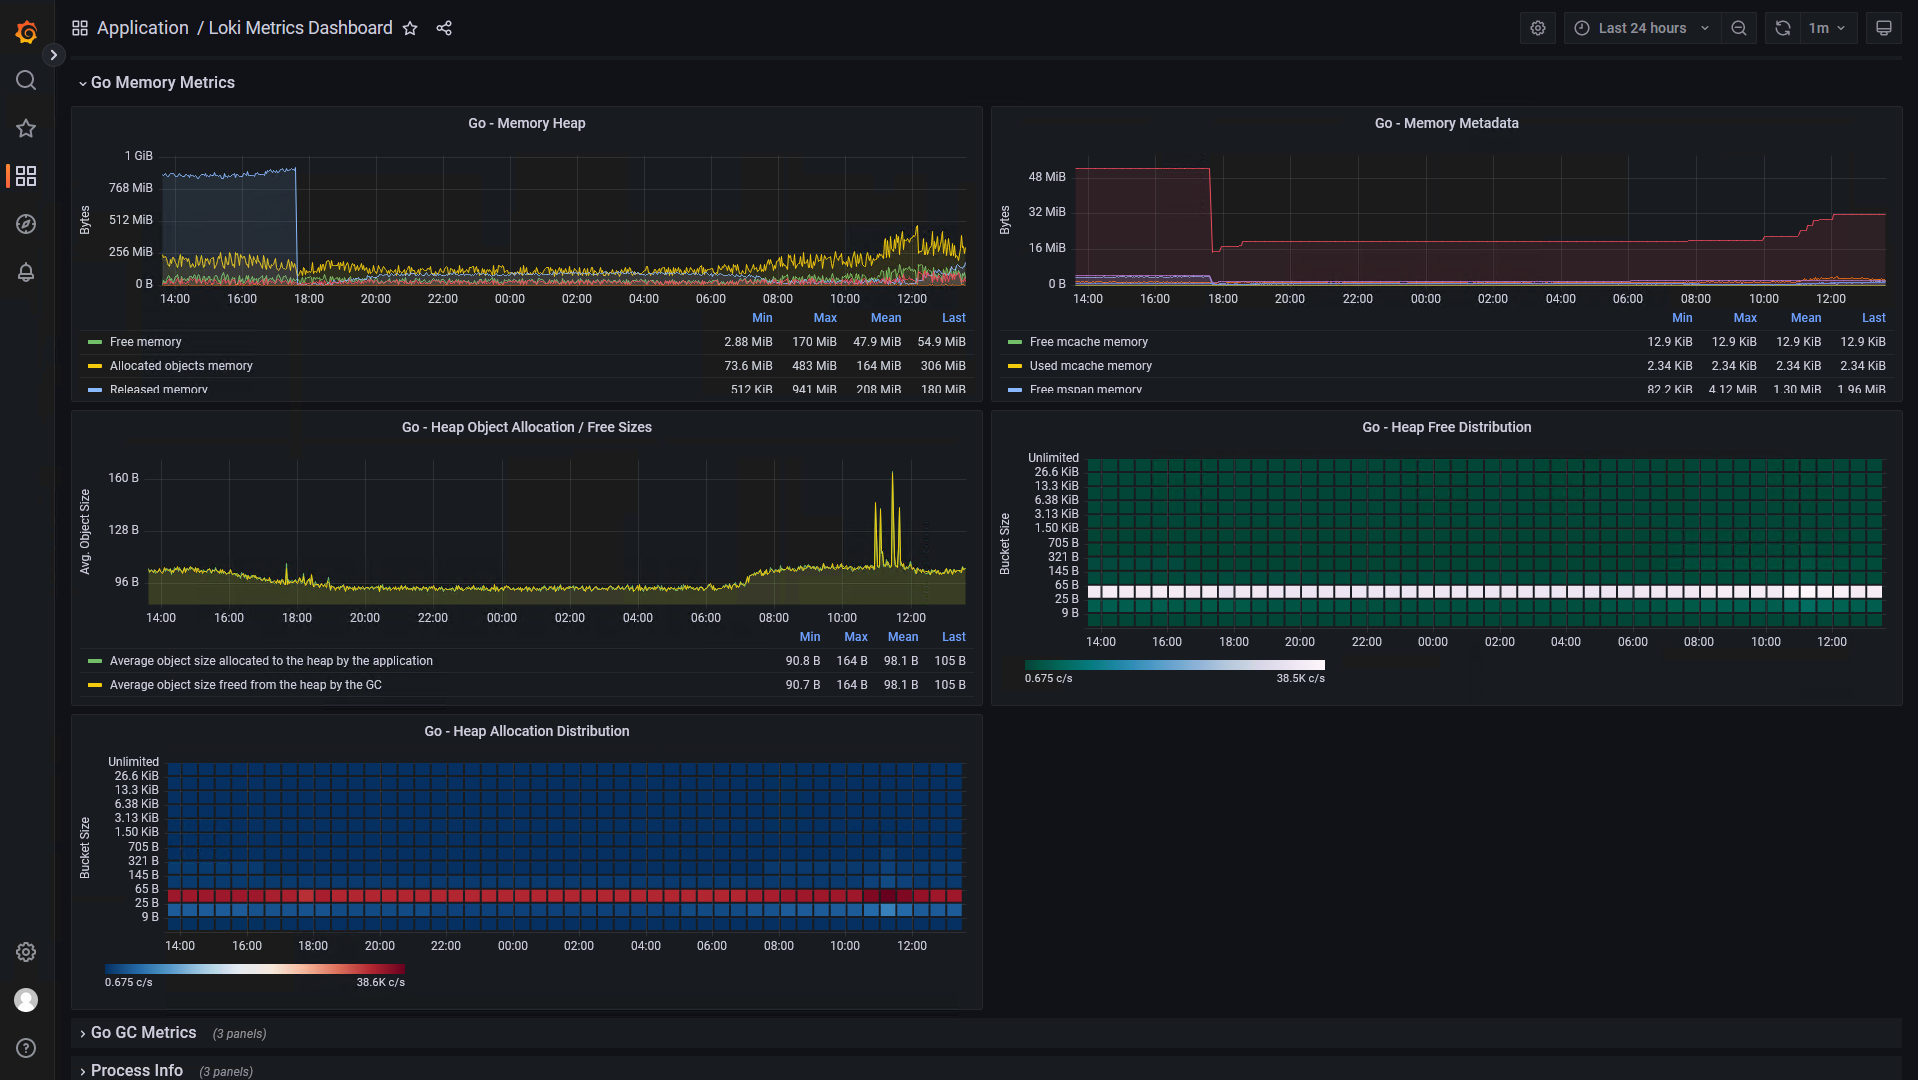 Application / Loki Metrics Dashboard
Last 24 hours
1m
Go Memory Metrics
Go - Memory Heap
Bytes
1 GiB
768 MiB
512 MiB
256 MiB
0 B
14:00 16:00 18:00 20:00 22:00 00:00 02:00 04:00 06:00 08:00 10:00 12:00
Min Max Mean Last
Free memory 2.88 MiB 170 MiB 47.9 MiB 54.9 MiB
Allocated objects memory 73.6 MiB 483 MiB 164 MiB 306 MiB
Released memory 512 KiB 941 MiB 208 MiB 180 MiB
Go - Memory Metadata
Bytes
48 MiB
32 MiB
16 MiB
0 B
14:00 16:00 18:00 20:00 22:00 00:00 02:00 04:00 06:00 08:00 10:00 12:00
Min Max Mean Last
Free mcache memory 12.9 KiB 12.9 KiB 12.9 KiB 12.9 KiB
Used mcache memory 2.34 KiB 2.34 KiB 2.34 KiB 2.34 KiB
Free mspan memory 82.2 KiB 4.12 MiB 1.30 MiB 1.96 MiB
Go - Heap Object Allocation / Free Sizes
Avg. Object Size
160 B
128 B
96 B
14:00 16:00 18:00 20:00 22:00 00:00 02:00 04:00 06:00 08:00 10:00 12:00
Min Max Mean Last
Average object size allocated to the heap by the application 90.8 B 164 B 98.1 B 105 B
Average object size freed from the heap by the GC 90.7 B 164 B 98.1 B 105 B
Go - Heap Free Distribution
Bucket Size
Unlimited
26.6 KiB
13.3 KiB
6.38 KiB
3.13 KiB
1.50 KiB
705 B
321 B
145 B
65 B
25 B
9 B
14:00 16:00 18:00 20:00 22:00 00:00 02:00 04:00 06:00 08:00 10:00 12:00
0.675 c/s 38.5K c/s
Go - Heap Allocation Distribution
Bucket Size
Unlimited
26.6 KiB
13.3 KiB
6.38 KiB
3.13 KiB
1.50 KiB
705 B
321 B
145 B
65 B
25 B
9 B
14:00 16:00 18:00 20:00 22:00 00:00 02:00 04:00 06:00 08:00 10:00 12:00
0.675 c/s 38.6K c/s
Go GC Metrics (3 panels)
Process Info (3 panels)